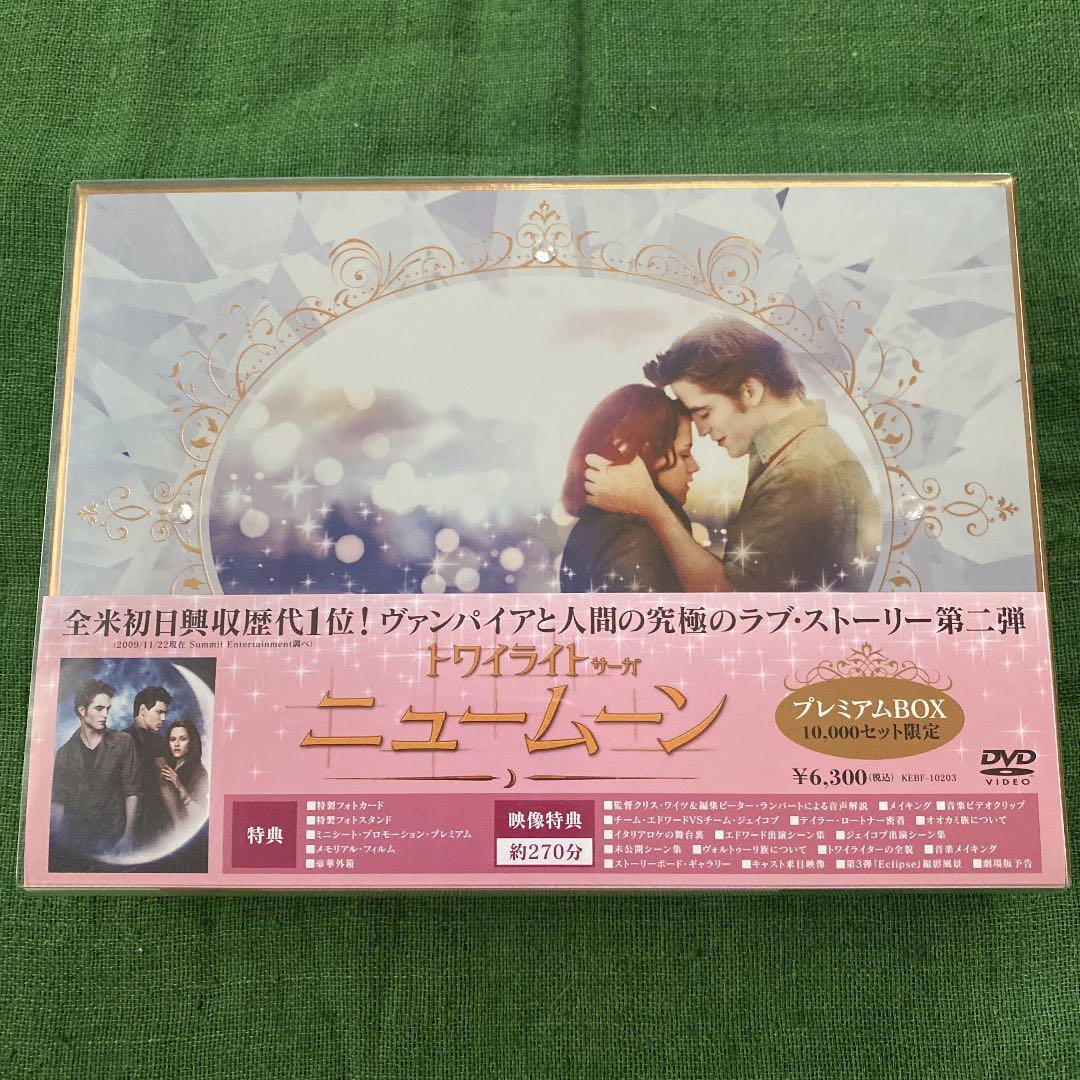 全米初日興収歴代1位！ヴァンパイアと人間の究極のラブ・ストーリー第二弾
(2009/11/22現在 Summit Entertainment調べ)
トワイライト サーガ
ニュームーン
プレミアムBOX
10,000セット限定
¥6,300(税込) KEBF-10203
DVD
VIDEO
特典
■特製フォトカード
■特製フォトスタンド
■ミニシート・プロモーション・プレミアム
■メモリアル・フィルム
■豪華外箱
映像特典
約270分
■監督クリス・ワイツ＆編集ピーター・ランバートによる音声解説 ■メイキング ■音楽ビデオクリップ
■チーム・エドワードVSチーム・ジェイコブ ■テイラー・ロートナー密着 ■オオカミ族について
■イタリアロケの舞台裏 ■エドワード出演シーン集 ■ジェイコブ出演シーン集
■未公開シーン集 ■ヴォルトゥーリ族について ■トワイライターの全貌 ■音楽メイキング
■ストーリーボード・ギャラリー ■キャスト来日映像 ■第3弾「Eclipse」撮影風景 ■劇場版予告